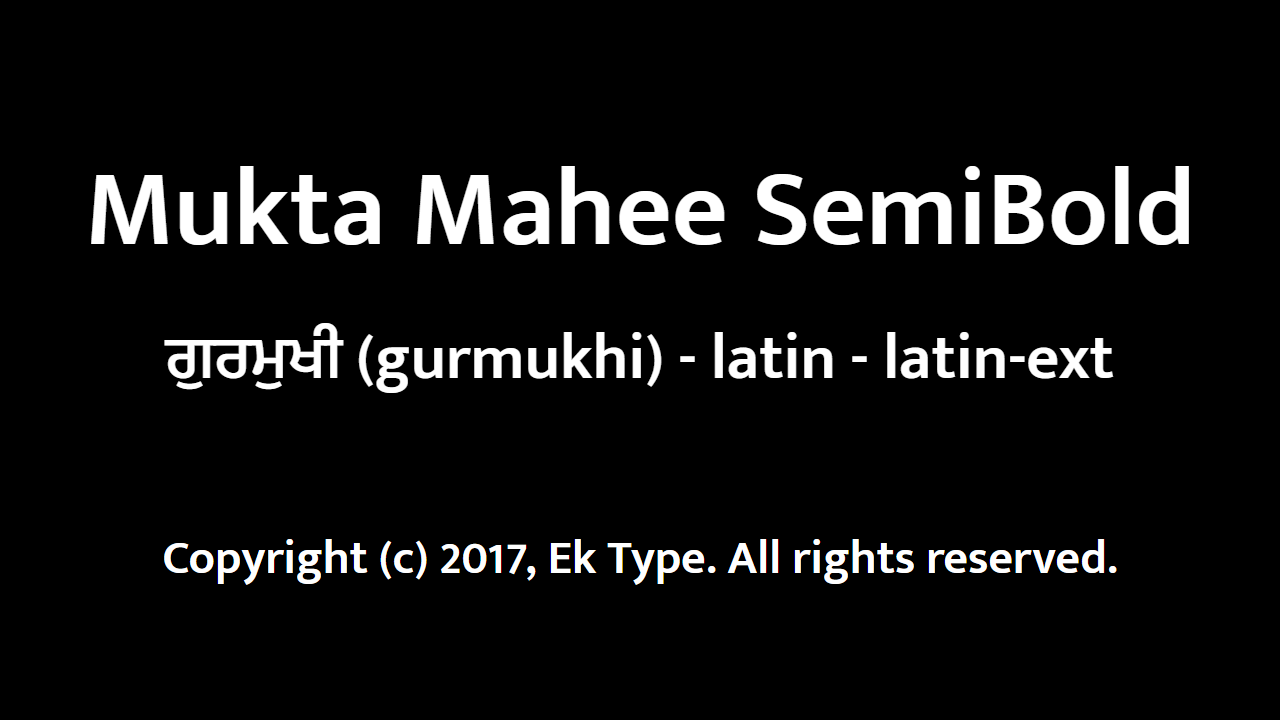 Mukta Mahee SemiBold
ਗੁਰਮੁਖੀ (gurmukhi) - latin - latin-ext
Copyright (c) 2017, Ek Type. All rights reserved.